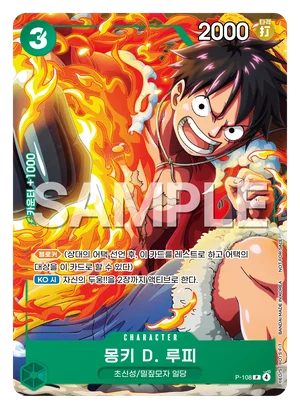 3
2000
타격
打
카운터 +1000
SAMPLE
블로커 (상대의 어택 선언 후, 이 카드를 레스트로 하고 어택의
대상을 이 카드로 할 수 있다)
KO 시 자신의 두웅!!을 2장까지 액티브로 한다.
CHARACTER
몽키 D. 루피
초신성/밀짚모자 일당
P-108 P